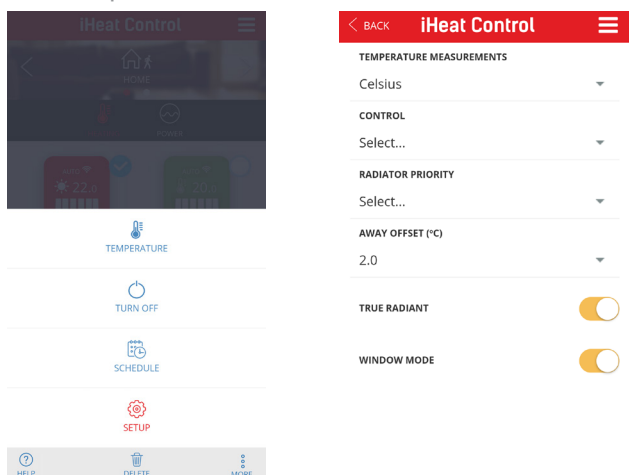 iHeat Control
HOME
POWER
AUTO
22.0
20.0
TEMPERATURE
TURN OFF
SCHEDULE
SETUP
HELP
DELETE
MORE
BACK
iHeat Control
TEMPERATURE MEASUREMENTS
Celsius
CONTROL
Select...
RADIATOR PRIORITY
Select...
AWAY OFFSET (°C)
2.0
TRUE RADIANT
WINDOW MODE